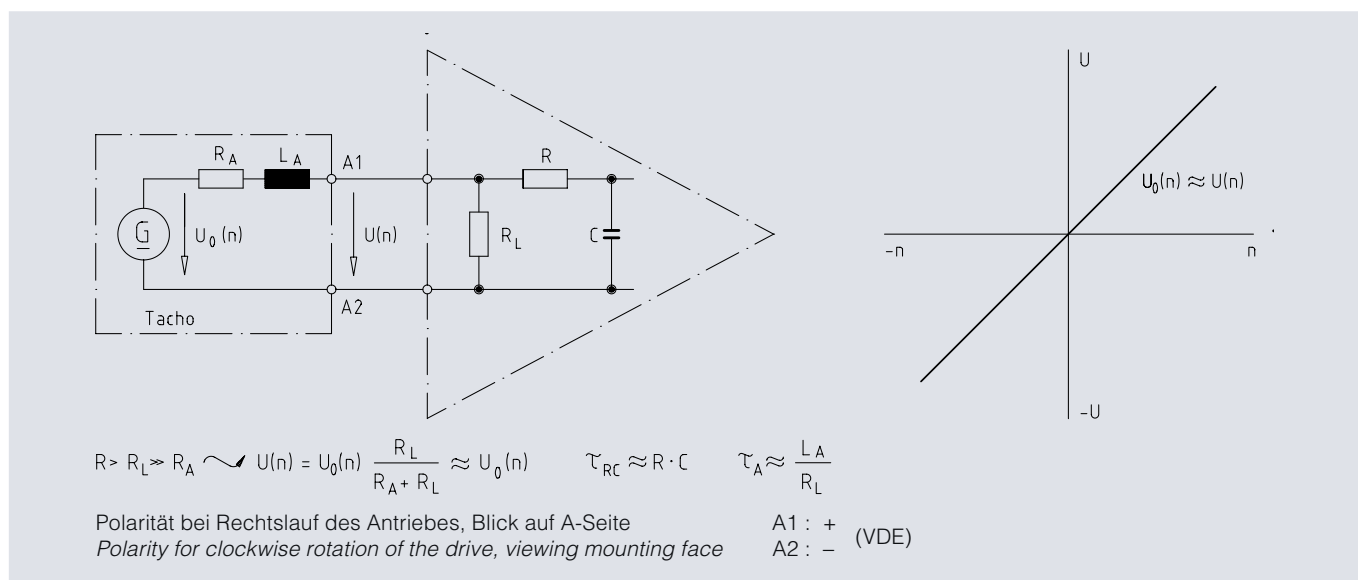 R_A L_A A1
G U_0(n) U(n)
A2
Tacho
R
R_L C
U
U_0(n) ≈ U(n)
-n n
-U
R > R_L >> R_A ⤳ U(n) = U_0(n) R_L / (R_A + R_L) ≈ U_0(n) τ_RC ≈ R · C τ_A ≈ L_A / R_L
Polarität bei Rechtslauf des Antriebes, Blick auf A-Seite A1 : + (VDE)
Polarity for clockwise rotation of the drive, viewing mounting face A2 : –